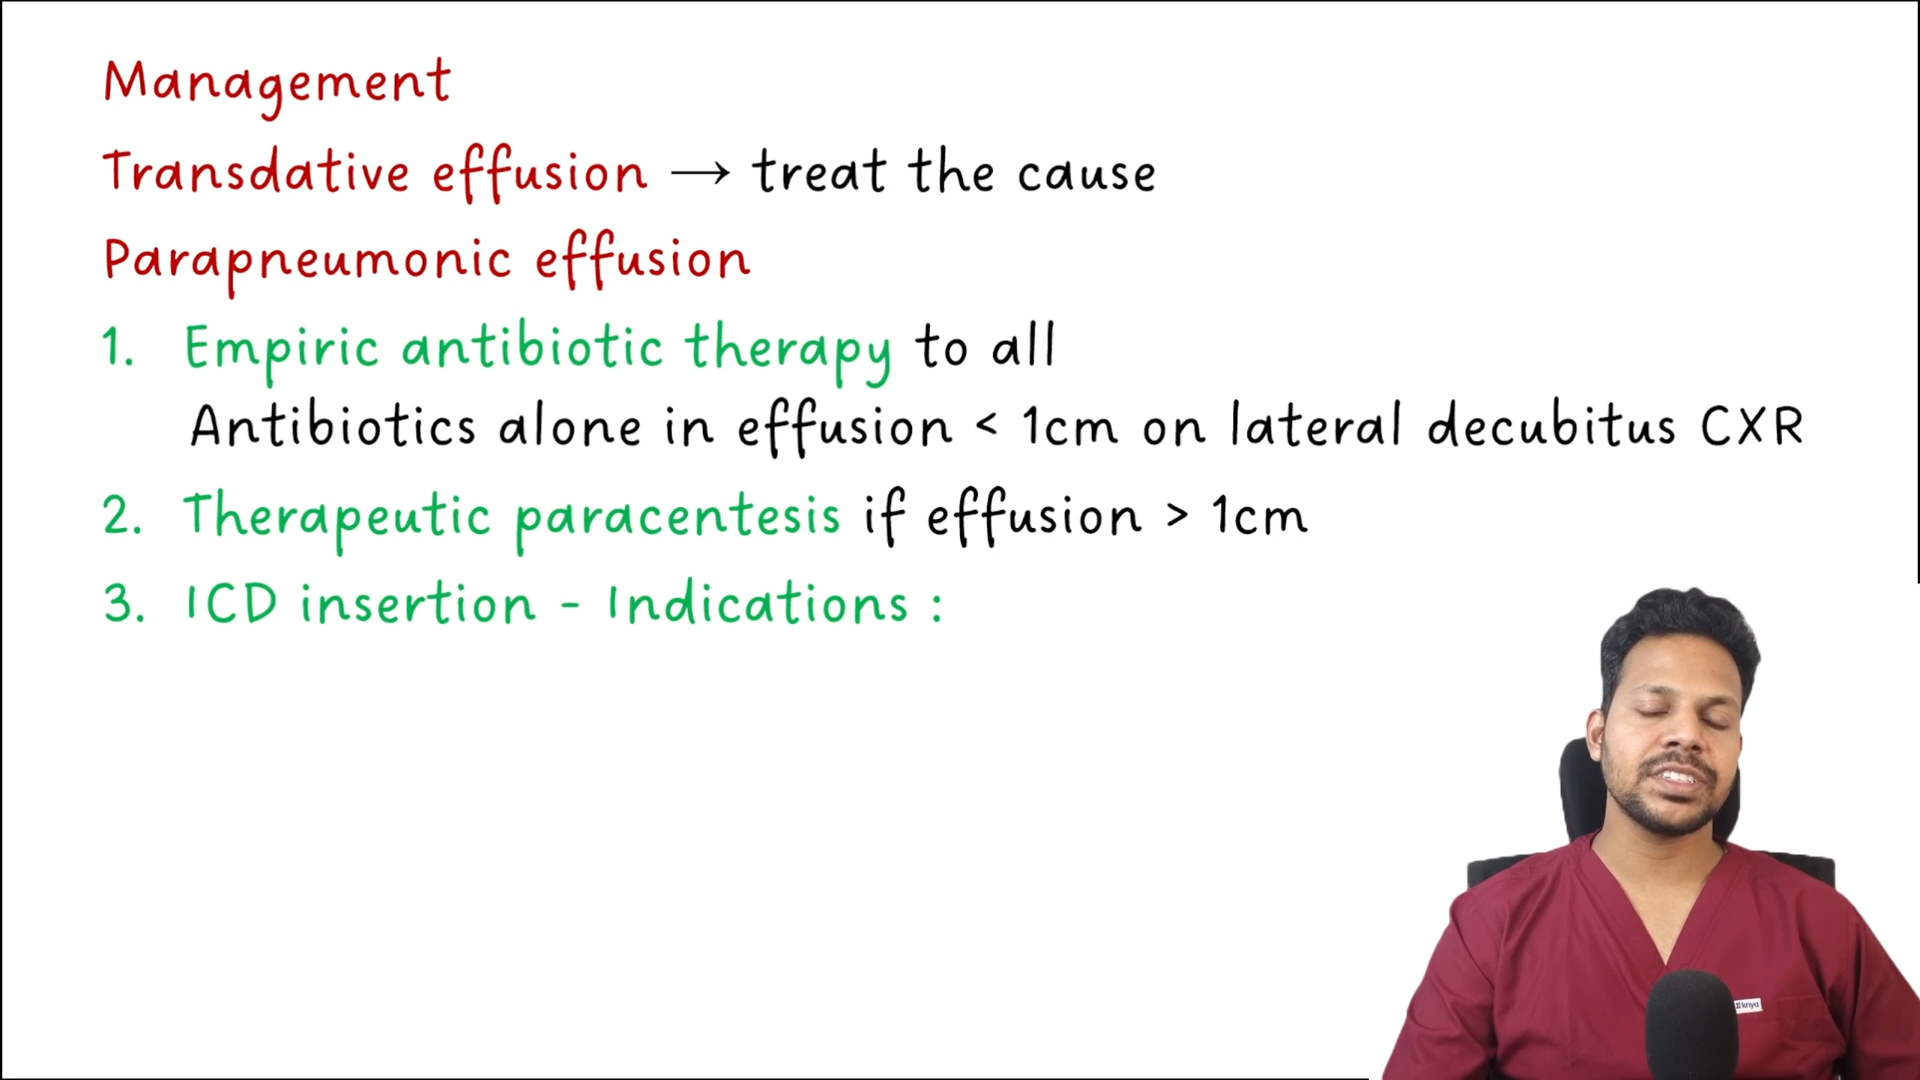 Management
Transdative effusion → treat the cause
Parapneumonic effusion
1. Empiric antibiotic therapy to all
Antibiotics alone in effusion < 1cm on lateral decubitus CXR
2. Therapeutic paracentesis if effusion > 1cm
3. ICD insertion - Indications :
knya